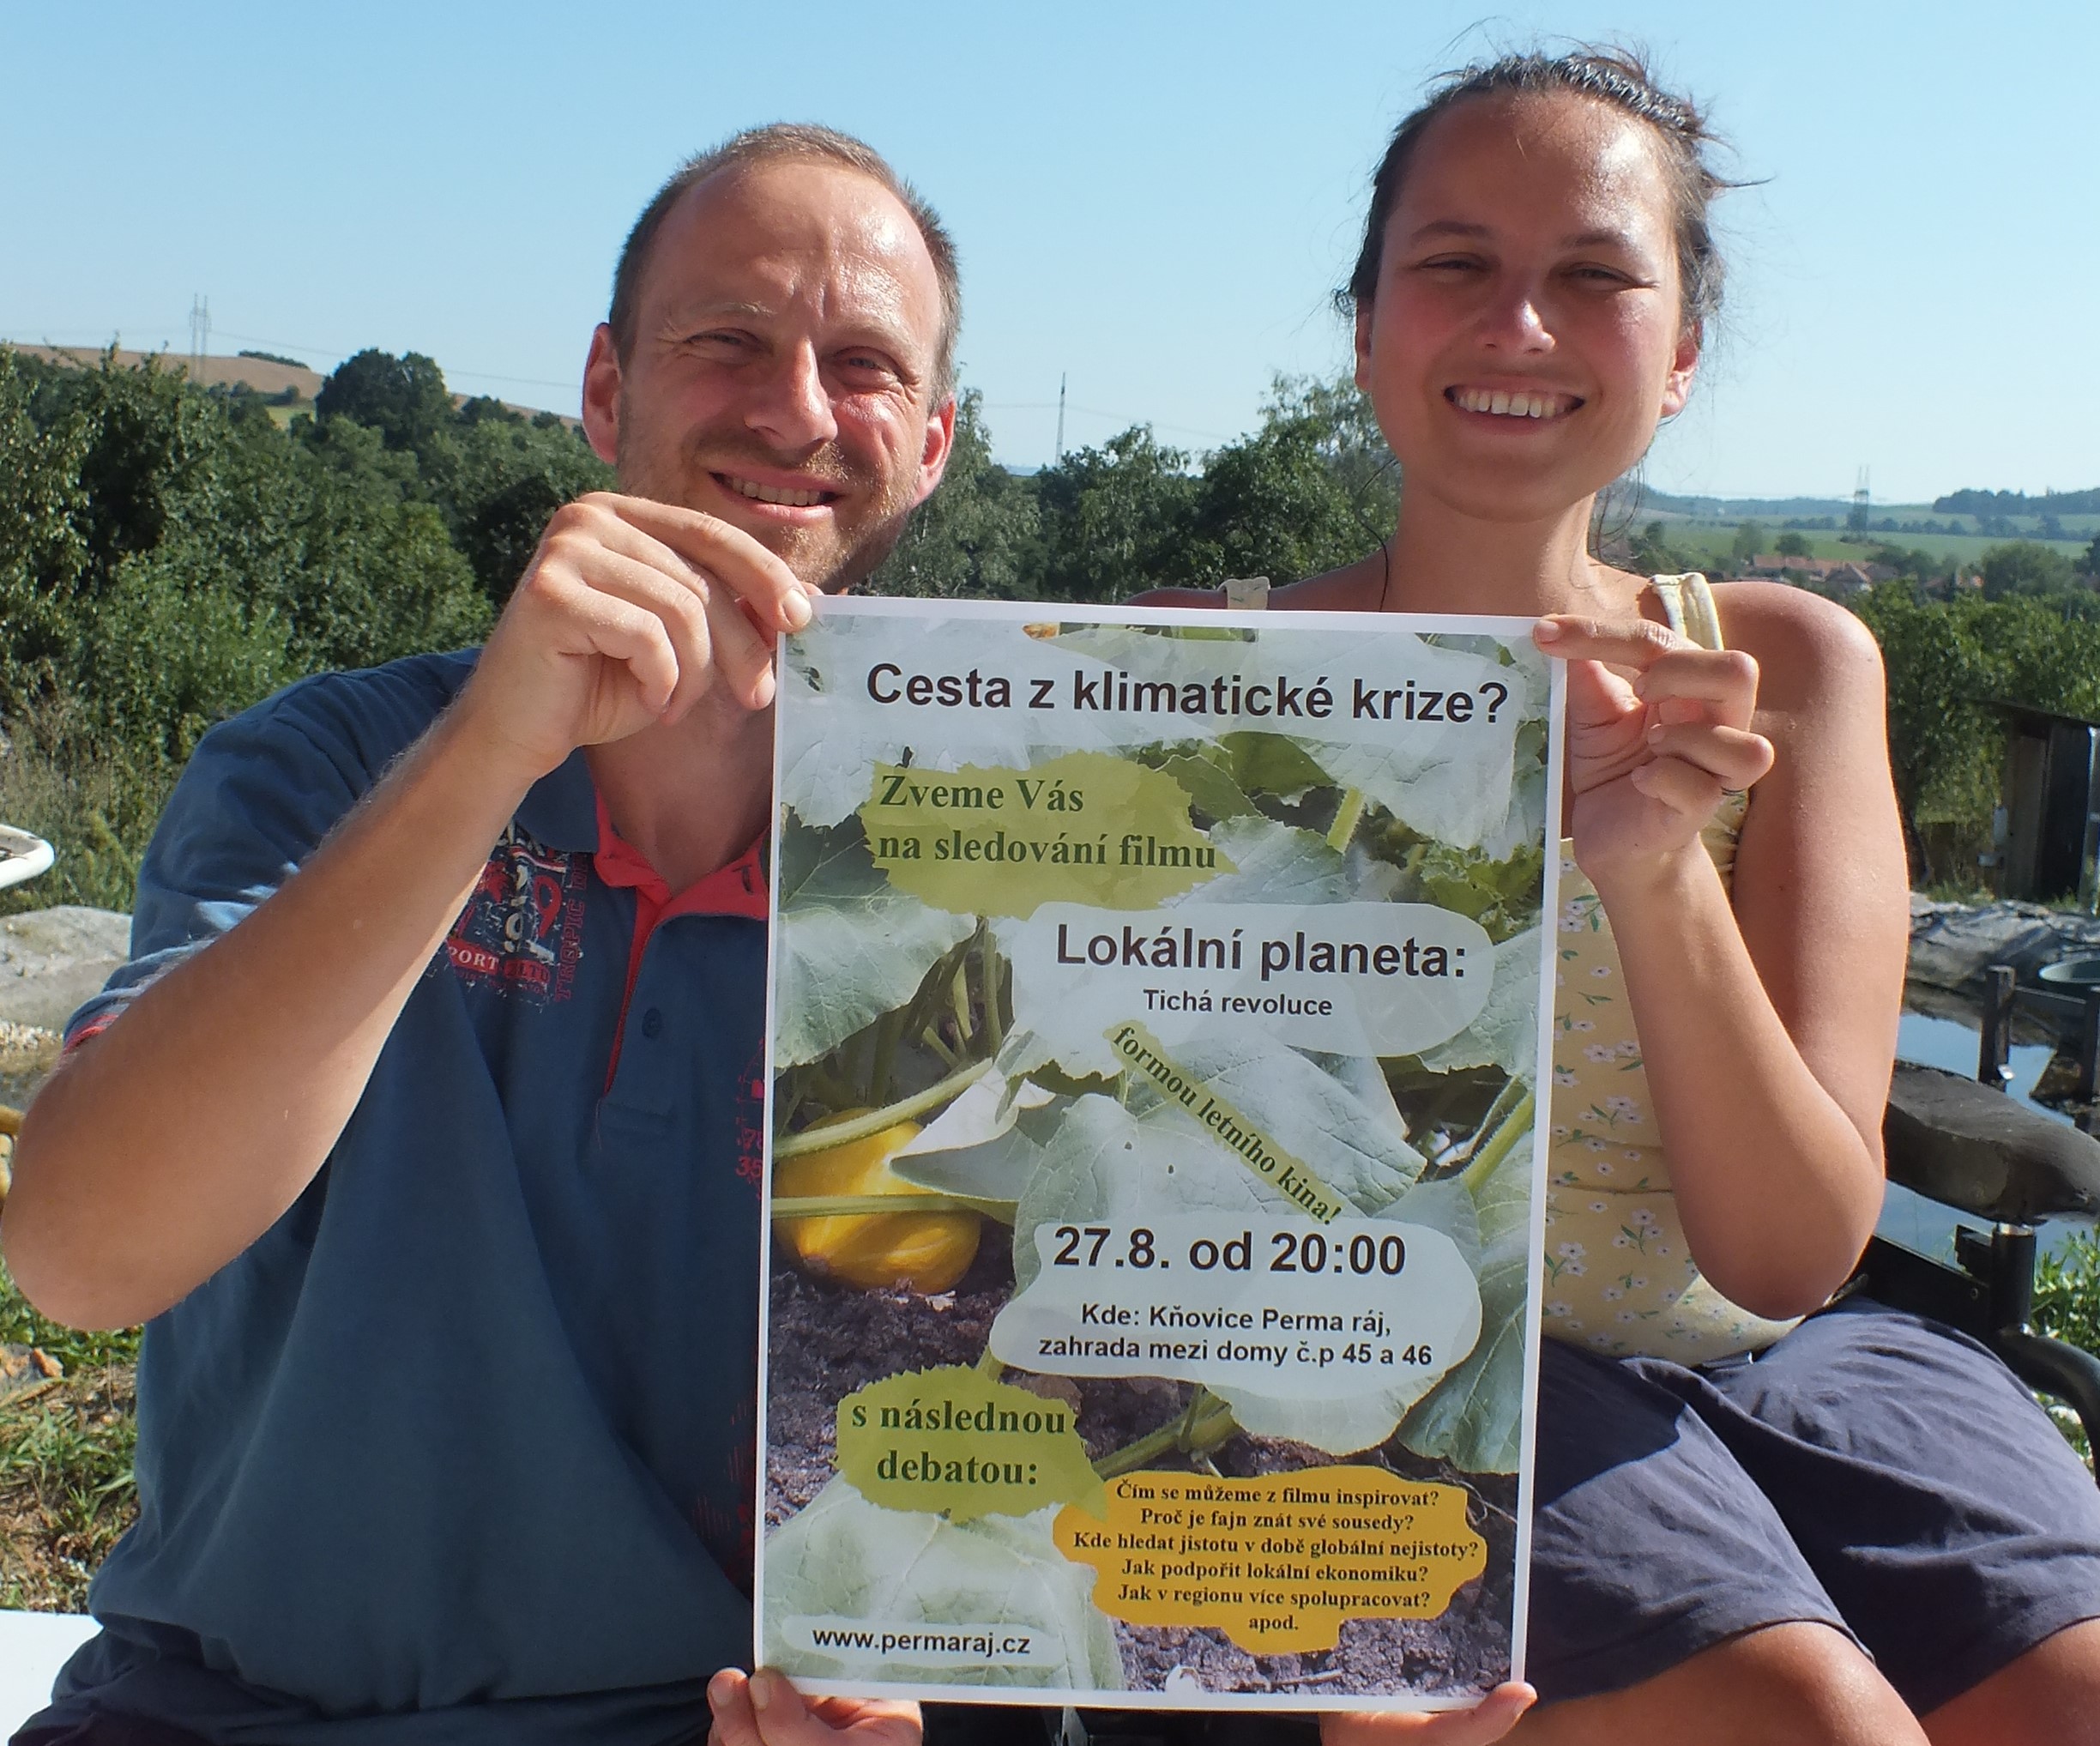 Cesta z klimatické krize?
Zveme Vás
na sledování filmu
Lokální planeta:
Tichá revoluce
formou letního kina!
27.8. od 20:00
Kde: Kňovice Perma ráj,
zahrada mezi domy č.p 45 a 46
s následnou
debatou:
Čím se můžeme z filmu inspirovat?
Proč je fajn znát své sousedy?
Kde hledat jistotu v době globální nejistoty?
Jak podpořit lokální ekonomiku?
Jak v regionu více spolupracovat?
apod.
www.permaraj.cz